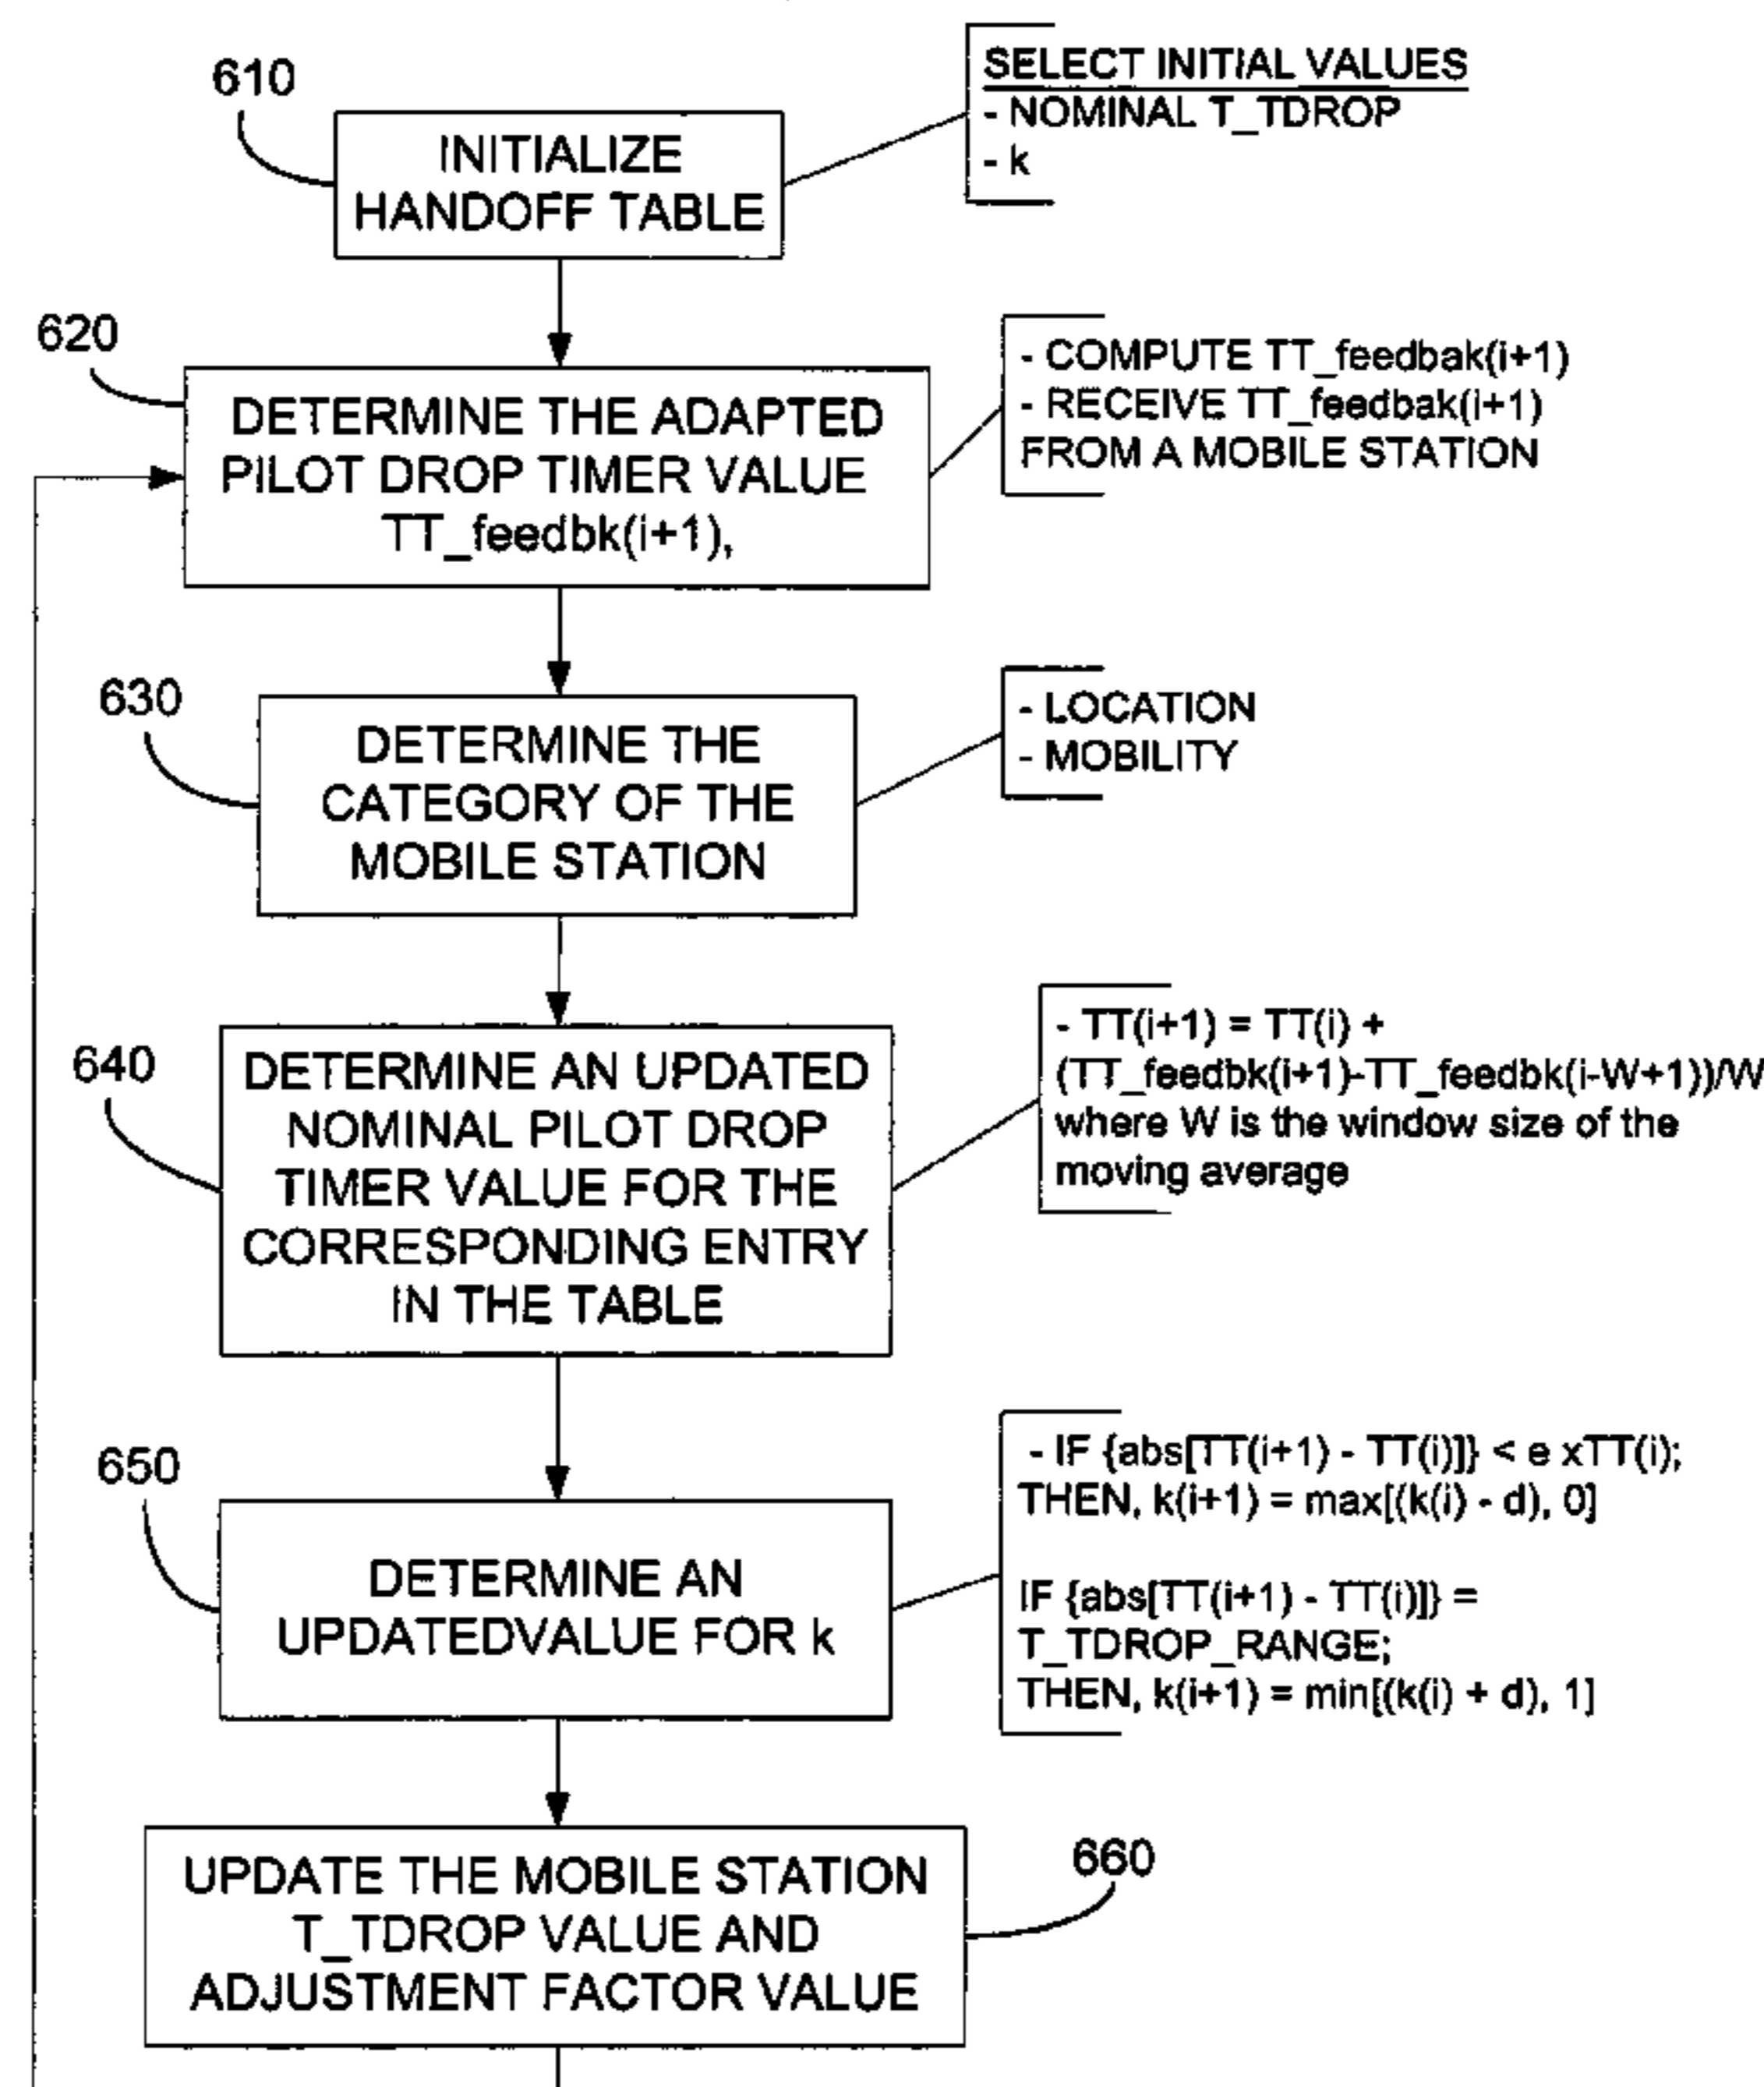 610
INITIALIZE
HANDOFF TABLE
SELECT INITIAL VALUES
- NOMINAL T_TDROP
- k
620
DETERMINE THE ADAPTED
PILOT DROP TIMER VALUE
TT_feedbk(i+1),
- COMPUTE TT_feedbak(i+1)
- RECEIVE TT_feedbak(i+1)
FROM A MOBILE STATION
630
DETERMINE THE
CATEGORY OF THE
MOBILE STATION
- LOCATION
- MOBILITY
640
DETERMINE AN UPDATED
NOMINAL PILOT DROP
TIMER VALUE FOR THE
CORRESPONDING ENTRY
IN THE TABLE
- TT(i+1) = TT(i) +
(TT_feedbk(i+1)-TT_feedbk(i-W+1))/W
where W is the window size of the
moving average
650
DETERMINE AN
UPDATEDVALUE FOR k
- IF {abs[TT(i+1) - TT(i)]} < e xTT(i);
THEN, k(i+1) = max[(k(i) - d), 0]
IF {abs[TT(i+1) - TT(i)]} =
T_TDROP_RANGE;
THEN, k(i+1) = min[(k(i) + d), 1]
660
UPDATE THE MOBILE STATION
T_TDROP VALUE AND
ADJUSTMENT FACTOR VALUE